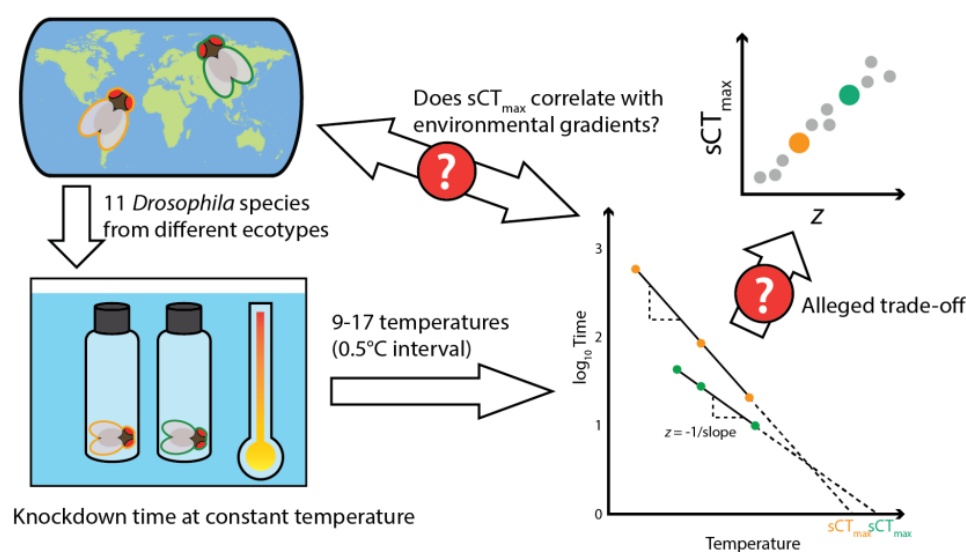 Does sCTmax correlate with
environmental gradients?
?
sCTmax
z
11 Drosophila species
from different ecotypes
9-17 temperatures
(0.5°C interval)
?
Alleged trade-off
3
2
1
0
log10 Time
z = -1/slope
sCTmax
sCTmax
Temperature
Knockdown time at constant temperature